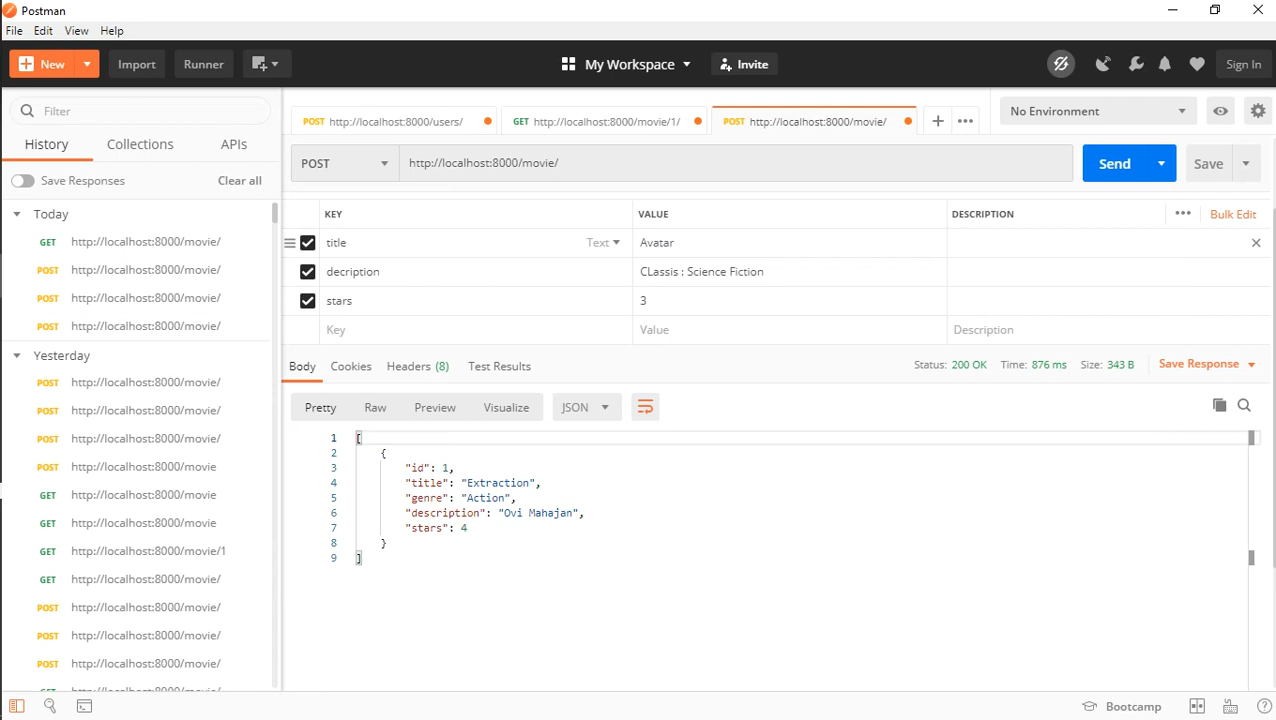 Postman
File Edit View Help
New Import Runner My Workspace Invite Sign In
Filter
History Collections APIs
Save Responses Clear all
Today
GET http://localhost:8000/movie/
POST http://localhost:8000/movie/
POST http://localhost:8000/movie/
POST http://localhost:8000/movie/
Yesterday
POST http://localhost:8000/movie/
POST http://localhost:8000/movie/
POST http://localhost:8000/movie/
POST http://localhost:8000/movie
GET http://localhost:8000/movie
GET http://localhost:8000/movie
GET http://localhost:8000/movie/1
GET http://localhost:8000/movie/
POST http://localhost:8000/movie/
POST http://localhost:8000/movie/
POST http://localhost:8000/movie/
GET http://localhost:8000/movie/
POST http://localhost:8000/users/ GET http://localhost:8000/movie/1/ POST http://localhost:8000/movie/ + ••• No Environment
POST http://localhost:8000/movie/ Send Save
KEY VALUE DESCRIPTION ••• Bulk Edit
title Text Avatar
decription CLassis : Science Fiction
stars 3
Key Value Description
Body Cookies Headers (8) Test Results Status: 200 OK Time: 876 ms Size: 343 B Save Response
Pretty Raw Preview Visualize JSON
1 [
2 {
3 "id": 1,
4 "title": "Extraction",
5 "genre": "Action",
6 "description": "Ovi Mahajan",
7 "stars": 4
8 }
9 ]
Bootcamp